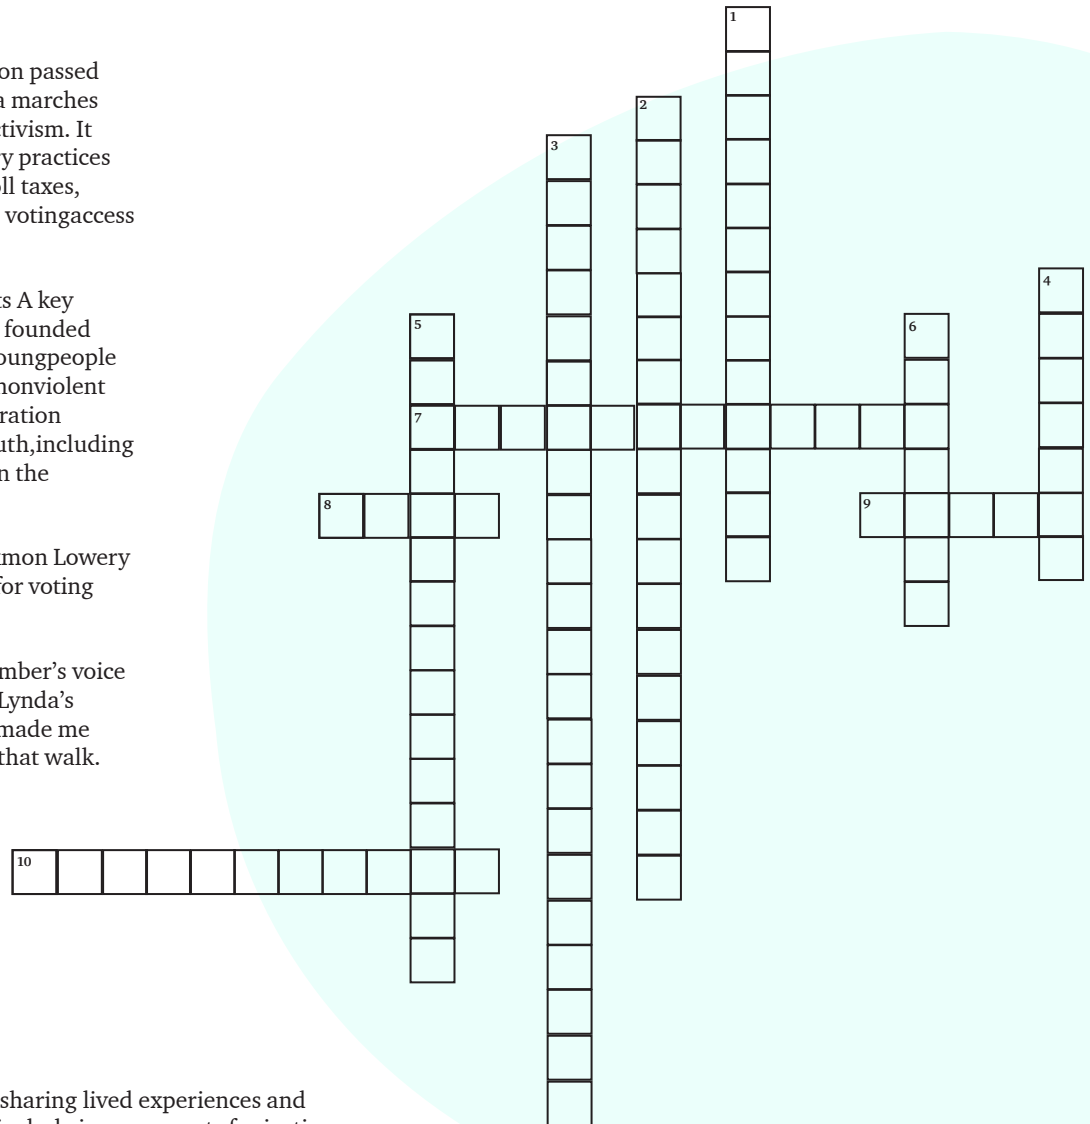 1
on passed
a marches
2
tivism. It
3
y practices
ll taxes,
votingaccess
4
ts A key
5
6
founded
oungpeople
nonviolent
ration
7
uth,including
n the
8
9
mon Lowery
for voting
mber's voice
Lynda's
made me
that walk.
10
sharing lived experiences and